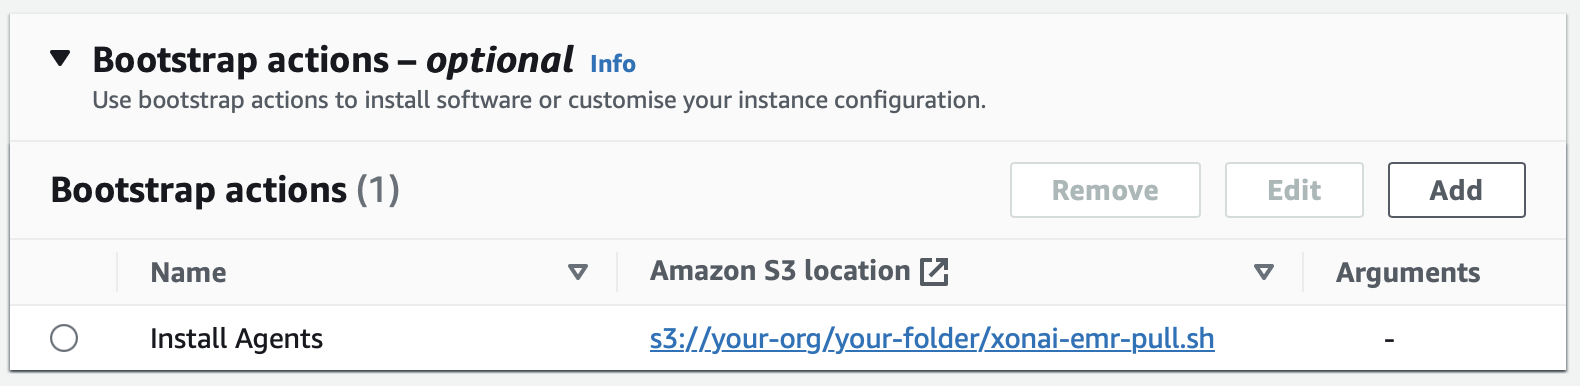 Bootstrap actions – optional Info
Use bootstrap actions to install software or customise your instance configuration.
Bootstrap actions (1) Remove Edit Add
Name Amazon S3 location Arguments
Install Agents s3://your-org/your-folder/xonai-emr-pull.sh -